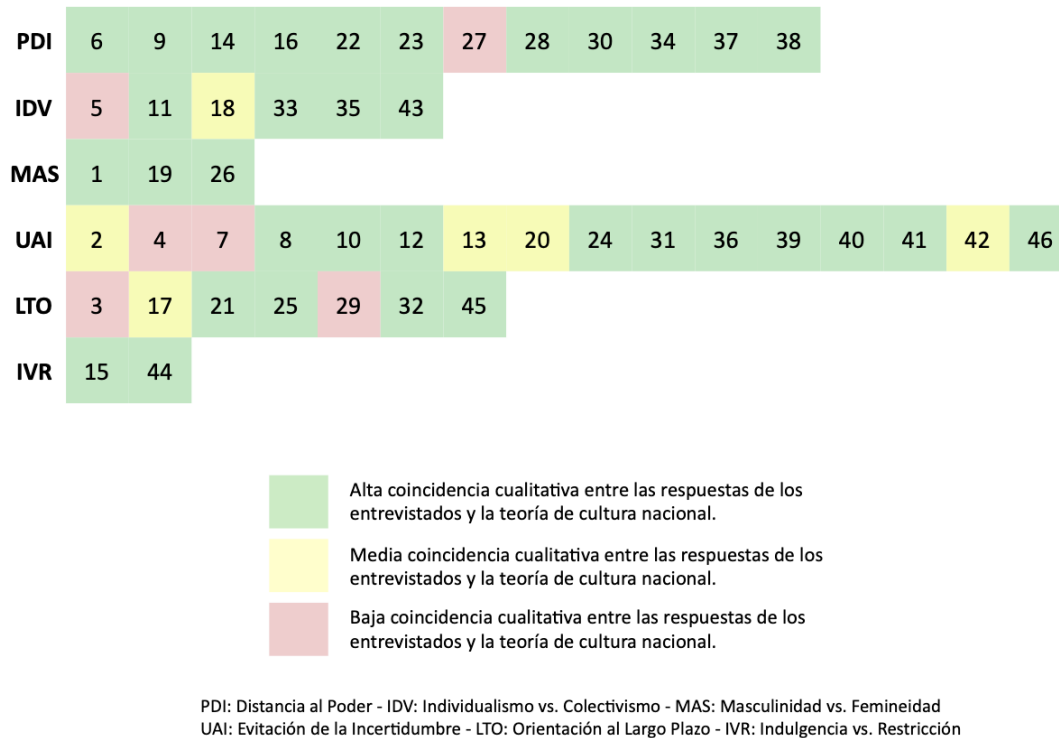 PDI 6 9 14 16 22 23 27 28 30 34 37 38
IDV 5 11 18 33 35 43
MAS 1 19 26
UAI 2 4 7 8 10 12 13 20 24 31 36 39 40 41 42 46
LTO 3 17 21 25 29 32 45
IVR 15 44
Alta coincidencia cualitativa entre las respuestas de los
entrevistados y la teoría de cultura nacional.
Media coincidencia cualitativa entre las respuestas de los
entrevistados y la teoría de cultura nacional.
Baja coincidencia cualitativa entre las respuestas de los
entrevistados y la teoría de cultura nacional.
PDI: Distancia al Poder - IDV: Individualismo vs. Colectivismo - MAS: Masculinidad vs. Femineidad
UAI: Evitación de la Incertidumbre - LTO: Orientación al Largo Plazo - IVR: Indulgencia vs. Restricción